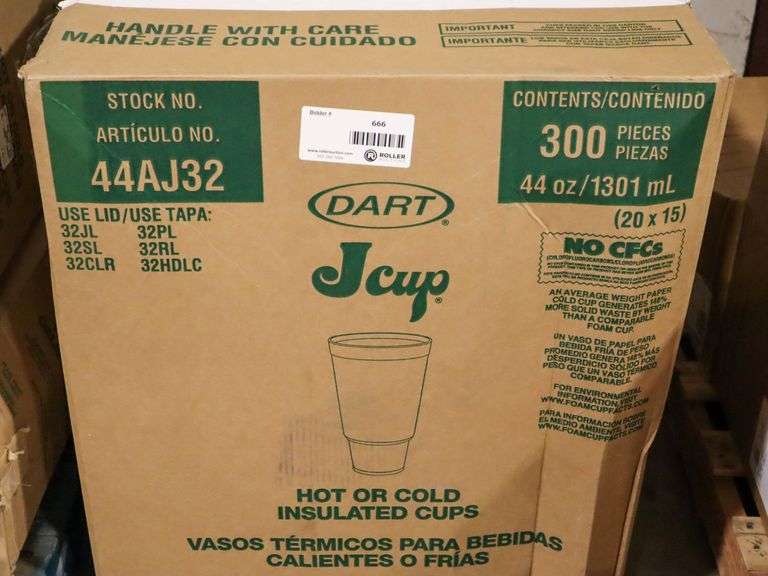 HANDLE WITH CARE
MANÉJESE CON CUIDADO
IMPORTANT
IMPORTANTE
STOCK NO.
ARTÍCULO NO.
44AJ32
USE LID/USE TAPA:
32JL 32PL
32SL 32RL
32CLR 32HDLC
Bidder #
666
ROLLER
DART
J cup
CONTENTS/CONTENIDO
300 PIECES
PIEZAS
44 oz/1301 mL
(20 x 15)
NO CFCs
AN AVERAGE WEIGHT PAPER
COLD CUP GENERATES 148%
MORE SOLID WASTE BY WEIGHT
THAN A COMPARABLE
FOAM CUP.
UN VASO DE PAPEL PARA
BEBIDA FRÍA DE PESO
PROMEDIO GENERA 148% MÁS
DESPERDICIO SÓLIDO POR
PESO QUE UN VASO TÉRMICO
COMPARABLE.
FOR ENVIRONMENTAL
INFORMATION, VISIT
WWW.FOAMCUPFACTS.COM
PARA INFORMACIÓN SOBRE
EL MEDIO AMBIENTE, VISITE
WWW.FOAMCUPFACTS.COM
HOT OR COLD
INSULATED CUPS
VASOS TÉRMICOS PARA BEBIDAS
CALIENTES O FRÍAS